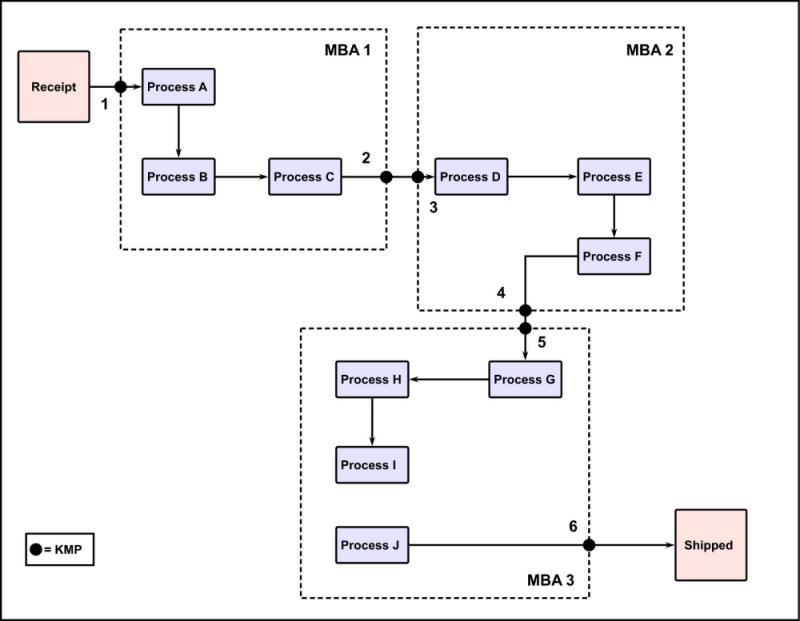 MBA 1
MBA 2
Receipt
1
Process A
2
Process B
Process C
Process D
Process E
3
Process F
4
5
Process H
Process G
Process I
6
Process J
Shipped
= KMP
MBA 3